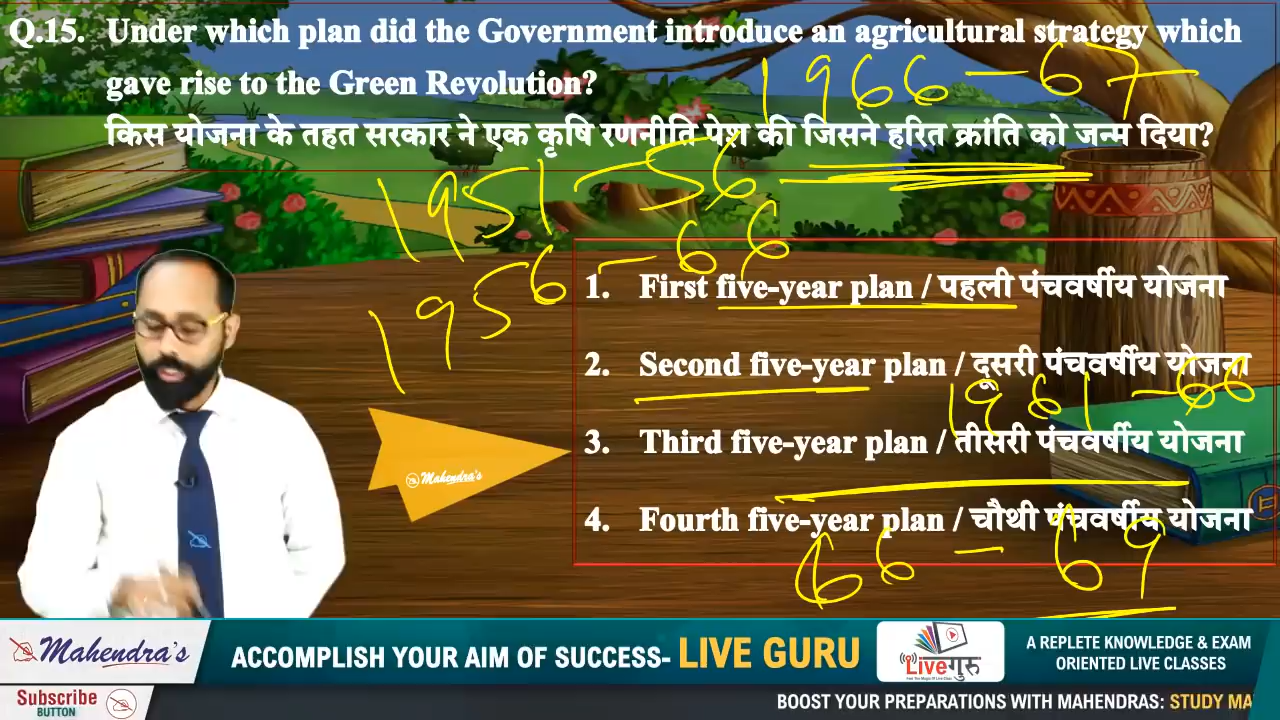 Q.15. Under which plan did the Government introduce an agricultural strategy which
gave rise to the Green Revolution?
1966-67
किस योजना के तहत सरकार ने एक कृषि रणनीति पेश की जिसने हरित क्रांति को जन्म दिया?
1951-56
1956-66
1. First five-year plan / पहली पंचवर्षीय योजना
2. Second five-year plan / दूसरी पंचवर्षीय योजना
1961-66
3. Third five-year plan / तीसरी पंचवर्षीय योजना
4. Fourth five-year plan / चौथी पंचवर्षीय योजना
66-69
Mahendra's
Mahendra's
ACCOMPLISH YOUR AIM OF SUCCESS- LIVE GURU
Liveगुरु
A REPLETE KNOWLEDGE & EXAM
ORIENTED LIVE CLASSES
Subscribe
BUTTON
BOOST YOUR PREPARATIONS WITH MAHENDRAS: STUDY MA